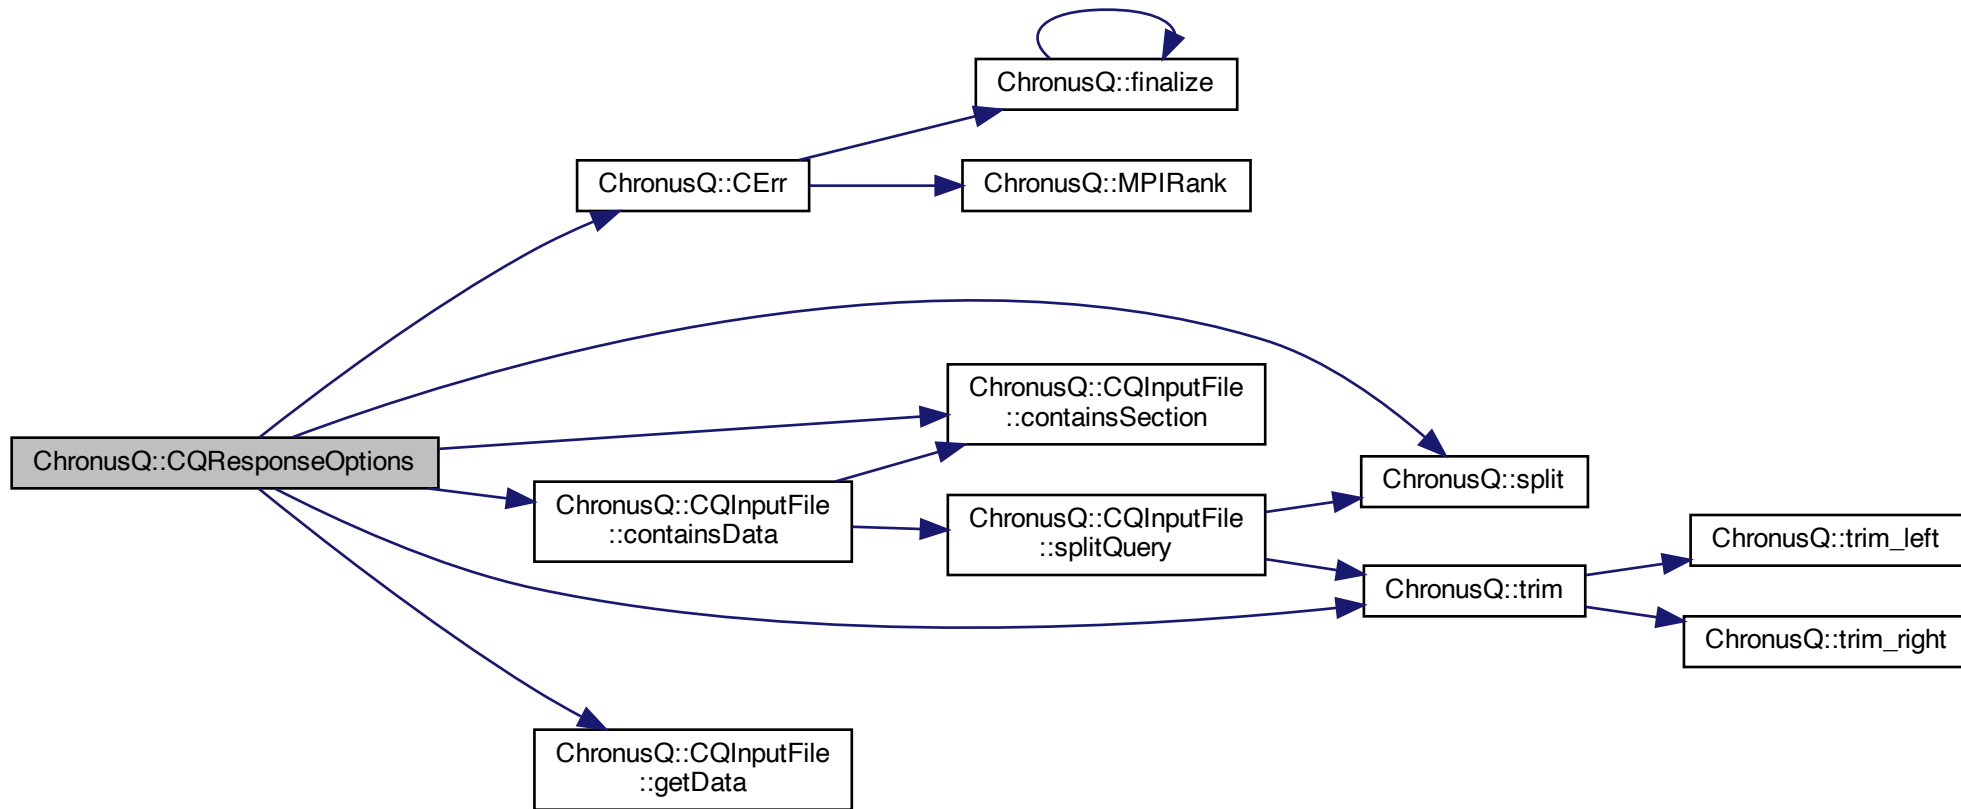 ChronusQ::finalize
ChronusQ::CErr
ChronusQ::MPIRank
ChronusQ::CQInputFile
::containsSection
ChronusQ::CQResponseOptions
ChronusQ::split
ChronusQ::CQInputFile
::containsData
ChronusQ::CQInputFile
::splitQuery
ChronusQ::trim_left
ChronusQ::trim
ChronusQ::trim_right
ChronusQ::CQInputFile
::getData